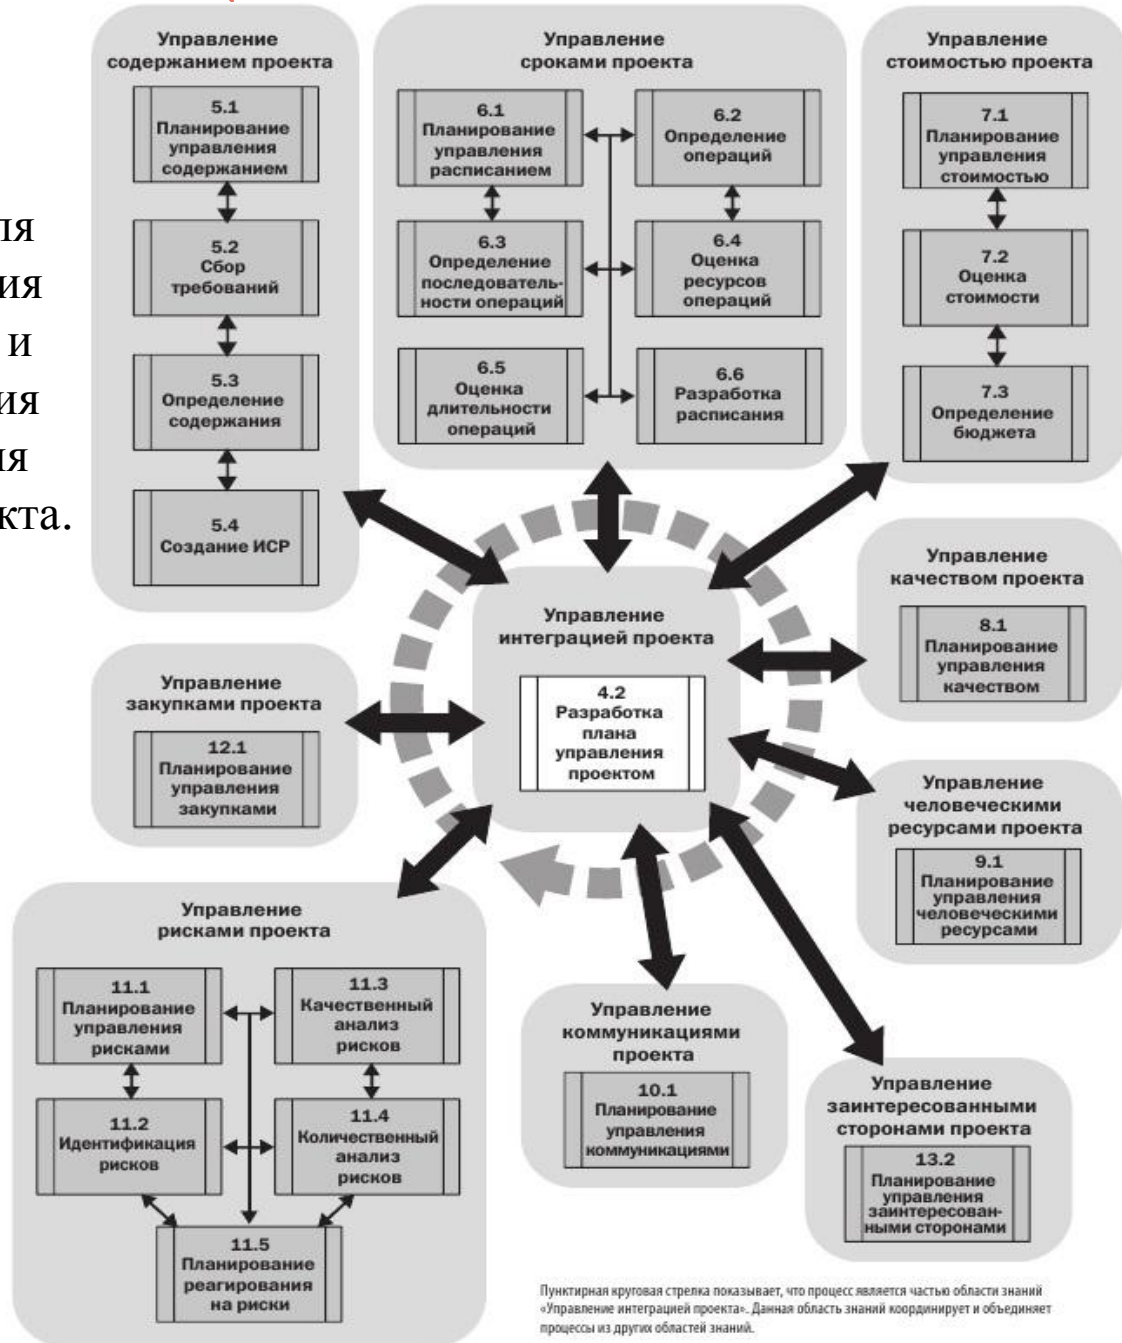 Управление
содержанием проекта
5.1
Планирование
управления
содержанием
5.2
Сбор
требований
5.3
Определение
содержания
5.4
Создание ИСР
Управление
сроками проекта
6.1
Планирование
управления
расписанием
6.2
Определение
операций
6.3
Определение
последователь-
ности операций
6.4
Оценка
ресурсов
операций
6.5
Оценка
длительности
операций
6.6
Разработка
расписания
Управление
стоимостью проекта
7.1
Планирование
управления
стоимостью
7.2
Оценка
стоимости
7.3
Определение
бюджета
ия
и
ия
ия
кта.
Управление
интеграцией проекта
4.2
Разработка
плана
управления
проектом
Управление
качеством проекта
8.1
Планирование
управления
качеством
Управление
закупками проекта
12.1
Планирование
управления
закупками
Управление
человеческими
ресурсами проекта
9.1
Планирование
управления
человеческими
ресурсами
Управление
рисками проекта
11.1
Планирование
управления
рисками
11.3
Качественный
анализ
рисков
11.2
Идентификация
рисков
11.4
Количественный
анализ
рисков
11.5
Планирование
реагирования
на риски
Управление
коммуникациями
проекта
10.1
Планирование
управления
коммуникациями
Управление
заинтересованными
сторонами проекта
13.2
Планирование
управления
заинтересован-
ными сторонами
Пунктирная круговая стрелка показывает, что процесс является частью области знаний
«Управление интеграцией проекта». Данная область знаний координирует и объединяет
процессы из других областей знаний.